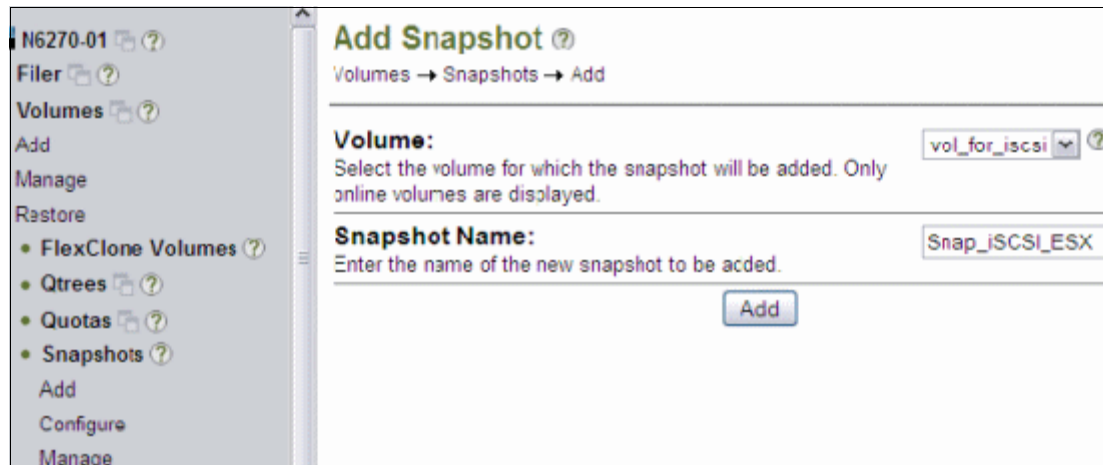 N6270-01
Filer
Volumes
Add
Manage
Restore
• FlexClone Volumes
• Qtrees
• Quotas
• Snapshots
Add
Configure
Manage
Add Snapshot
Volumes → Snapshots → Add
Volume:
Select the volume for which the snapshot will be added. Only
online volumes are displayed.
vol_for_iscsi
Snapshot Name:
Enter the name of the new snapshot to be added.
Snap_iSCSI_ESX
Add